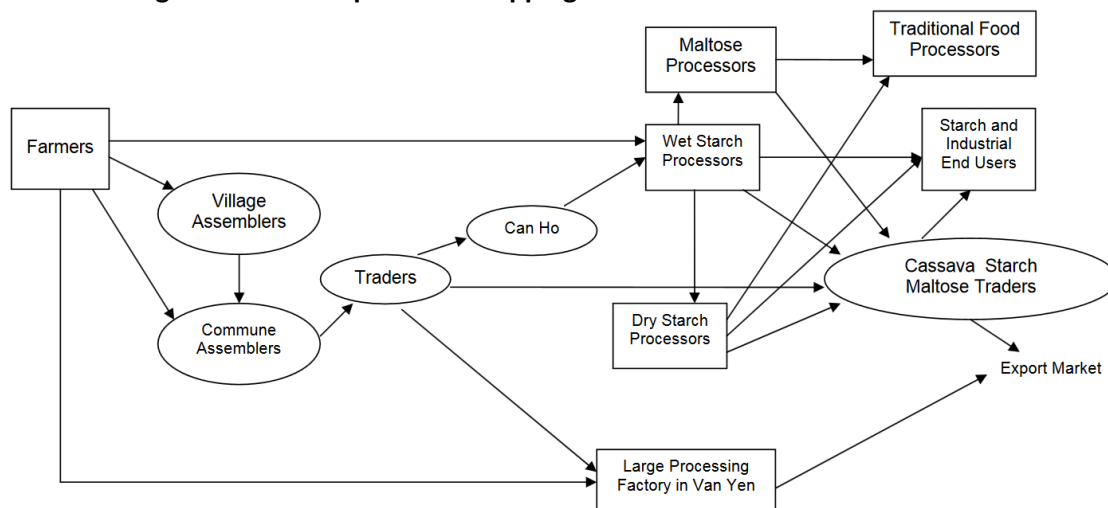 Maltose
Processors
Traditional Food
Processors
Farmers
Wet Starch
Processors
Starch and
Industrial
End Users
Village
Assemblers
Can Ho
Traders
Cassava Starch
Maltose Traders
Commune
Assemblers
Dry Starch
Processors
Export Market
Large Processing
Factory in Van Yen